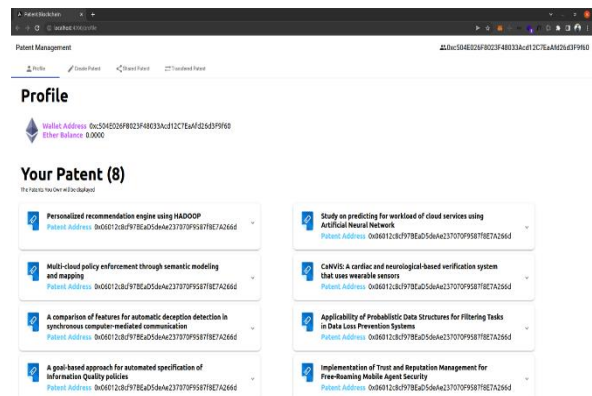 PatentBlockchain
localhost:4200/profile
Patent Management
0xc504E026F8023F48033Acd12C7EaAfd26d3F9f60
Profile
Create Patent
Shared Patent
Transfered Patent
Profile
Wallet Address 0xc504E026F8023F48033Acd12C7EaAfd26d3F9f60
Ether Balance 0.0000
Your Patent (8)
The Patents You Own will be displayed
Personalized recommendation engine using HADOOP
Patent Address 0x06012c8cf97BEaD5deAe237070F9587f8E7A266d
Study on predicting for workload of cloud services using
Artificial Neural Network
Patent Address 0x06012c8cf97BEaD5deAe237070F9587f8E7A266d
Multi-cloud policy enforcement through semantic modeling
and mapping
Patent Address 0x06012c8cf97BEaD5deAe237070F9587f8E7A266d
CaNViS: A cardiac and neurological-based verification system
that uses wearable sensors
Patent Address 0x06012c8cf97BEaD5deAe237070F9587f8E7A266d
A comparison of features for automatic deception detection in
synchronous computer-mediated communication
Patent Address 0x06012c8cf97BEaD5deAe237070F9587f8E7A266d
Applicability of Probablistic Data Structures for Filtering Tasks
in Data Loss Prevention Systems
Patent Address 0x06012c8cf97BEaD5deAe237070F9587f8E7A266d
A goal-based approach for automated specification of
Information Quality policies
Patent Address 0x06012c8cf97BEaD5deAe237070F9587f8E7A266d
Implementation of Trust and Reputation Management for
Free-Roaming Mobile Agent Security
Patent Address 0x06012c8cf97BEaD5deAe237070F9587f8E7A266d